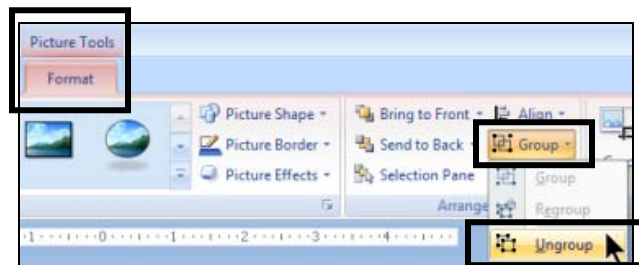 Picture Tools
Format
Picture Shape
Bring to Front
Align
Picture Border
Send to Back
Group
Picture Effects
Selection Pane
Group
Arrange
Regroup
1 0 1 2 3 4
Ungroup